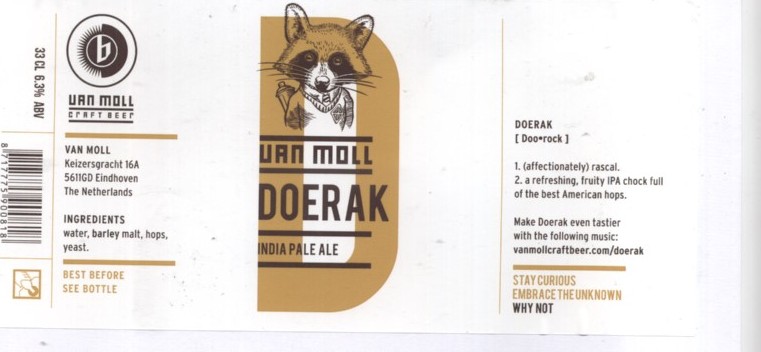 33 CL 6.3% ABV
8 717775 900818
b
VAN MOLL
CRAFT BEER
VAN MOLL
Keizersgracht 16A
5611GD Eindhoven
The Netherlands
INGREDIENTS
water, barley malt, hops,
yeast.
BEST BEFORE
SEE BOTTLE
VAN MOLL
DOERAK
INDIA PALE ALE
DOERAK
[ Doo•rock ]
1. (affectionately) rascal.
2. a refreshing, fruity IPA chock full
of the best American hops.
Make Doerak even tastier
with the following music:
vanmollcraftbeer.com/doerak
STAY CURIOUS
EMBRACE THE UNKNOWN
WHY NOT